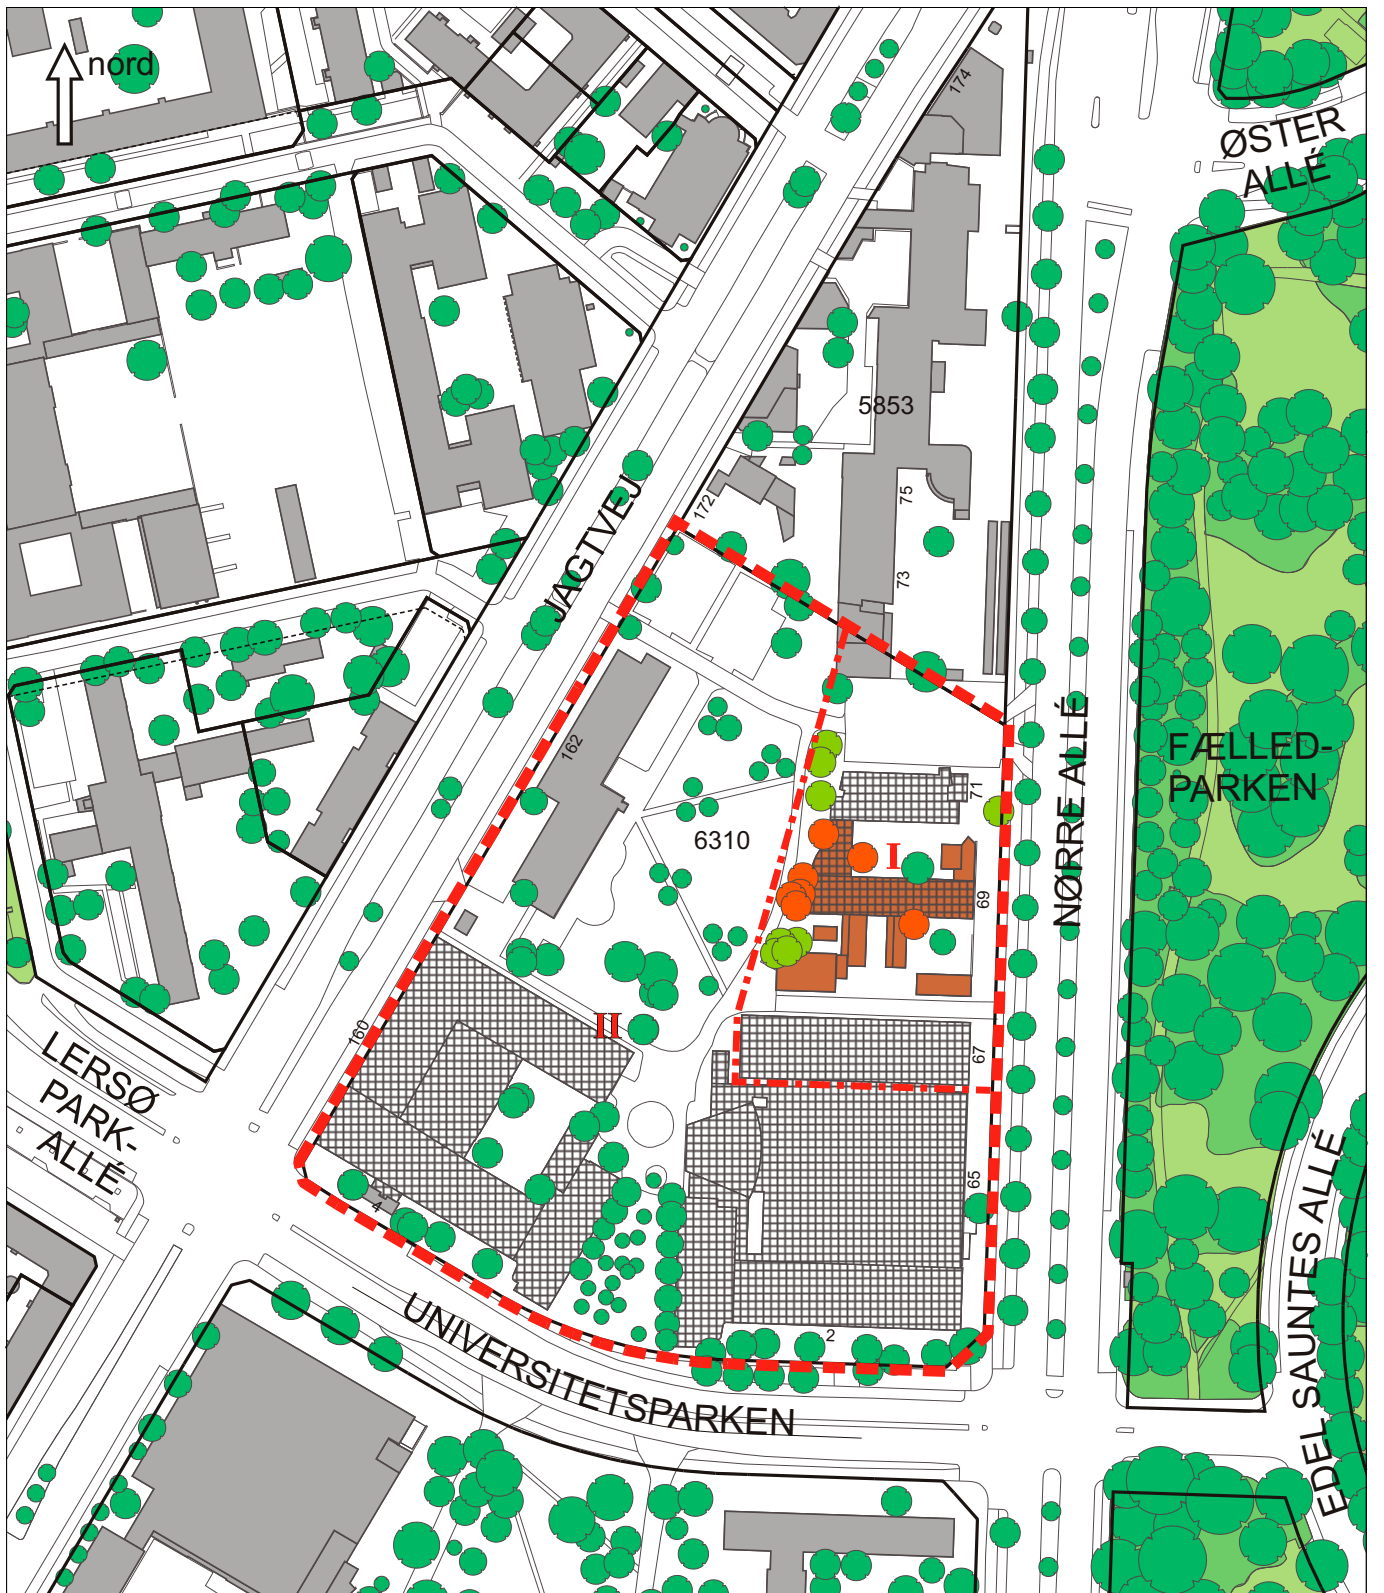 nord
174
ØSTER
ALLÉ
5853
172
75
JAGTVEJ
73
162
71
FÆLLED-
PARKEN
NØRRE ALLÉ
6310
I
69
II
160
67
LERSØ
PARK-
ALLÉ
65
4
2
UNIVERSITETSPARKEN
EDEL SAUNTES ALLÉ